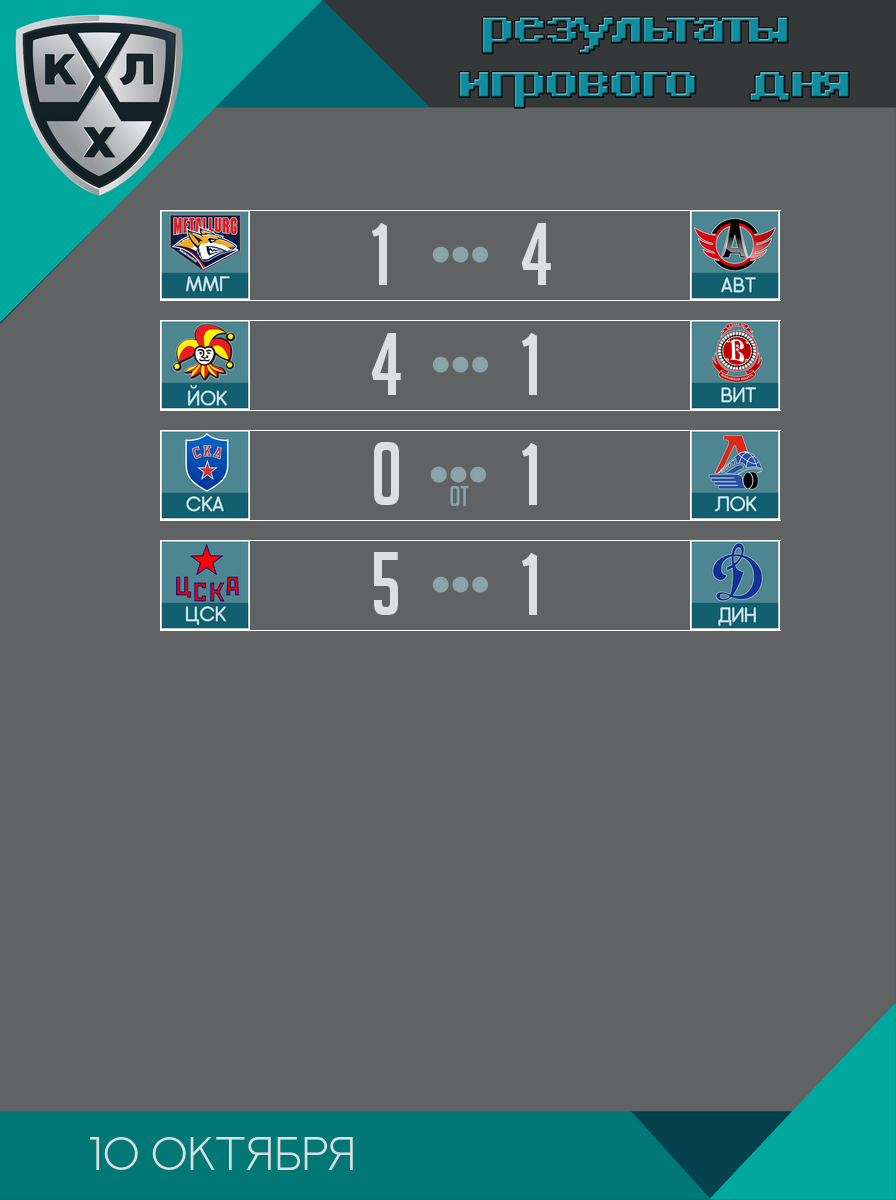 результаты
игрового дня
К Л
Х
METALLURG
ММГ
1 4
А
АВТ
ЙОК
4 1
В
ВИТ
СКА
СКА
0 1
ОТ
ЛОК
ЦСКА
ЦСК
5 1
Д
ДИН
10 ОКТЯБРЯ